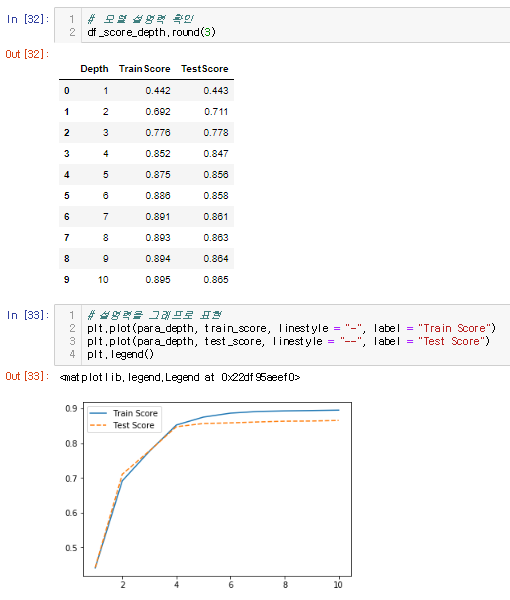 In [32]:
1 # 모델 설명력 확인
2 df_score_depth.round(3)
Out[32]:
Depth TrainScore TestScore
0 1 0.442 0.443
1 2 0.692 0.711
2 3 0.776 0.778
3 4 0.852 0.847
4 5 0.875 0.856
5 6 0.886 0.858
6 7 0.891 0.861
7 8 0.893 0.863
8 9 0.894 0.864
9 10 0.895 0.865
In [33]:
1 # 설명력을 그래프로 표현
2 plt.plot(para_depth, train_score, linestyle = "-", label = "Train Score")
3 plt.plot(para_depth, test_score, linestyle = "--", label = "Test Score")
4 plt.legend()
Out[33]: <matplotlib.legend.Legend at 0x22df95aeef0>
Train Score
Test Score
0.9
0.8
0.7
0.6
0.5
2 4 6 8 10